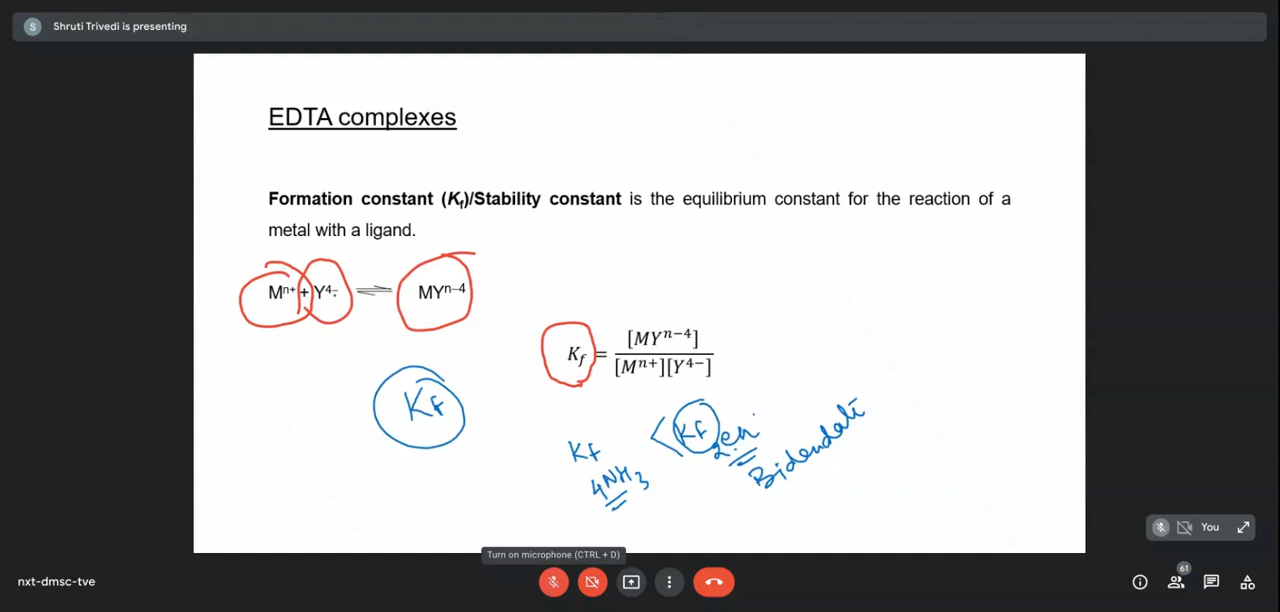 S Shruti Trivedi is presenting
EDTA complexes
Formation constant (Kf)/Stability constant is the equilibrium constant for the reaction of a
metal with a ligand.
Mⁿ⁺ + Y⁴⁻ ⇌ MYⁿ⁻⁴
Kf = [MYⁿ⁻⁴] / [Mⁿ⁺][Y⁴⁻]
Kf
Kf < Kf
4NH₃ 2en
Bidendate
You
Turn on microphone (CTRL + D)
nxt-dmsc-tve
61